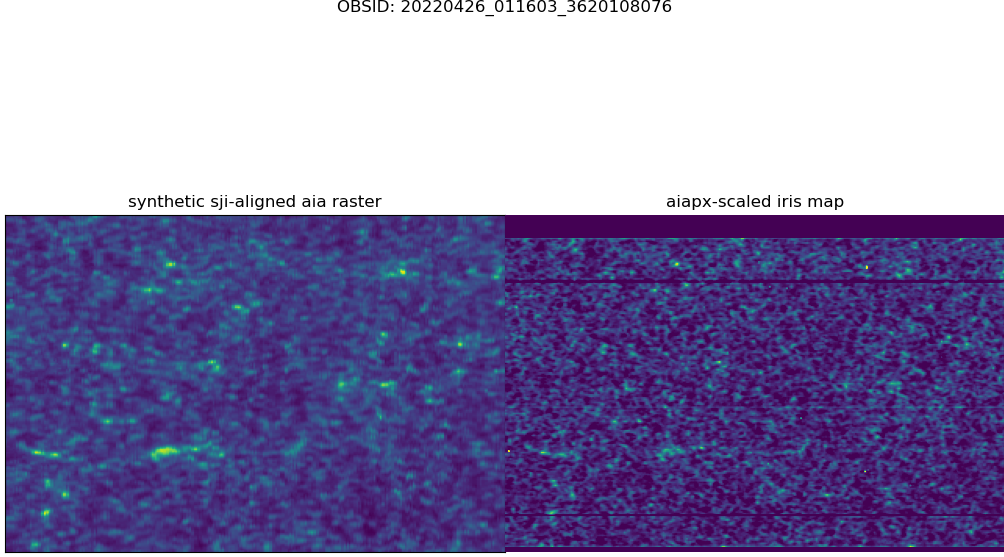 OBSID: 20220426_011603_3620108076
synthetic sji-aligned aia raster
aiapx-scaled iris map